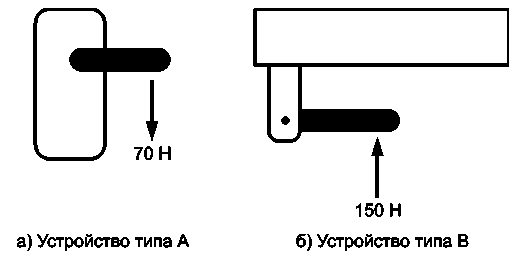 70 Н
150 Н
а) Устройство типа А
б) Устройство типа В